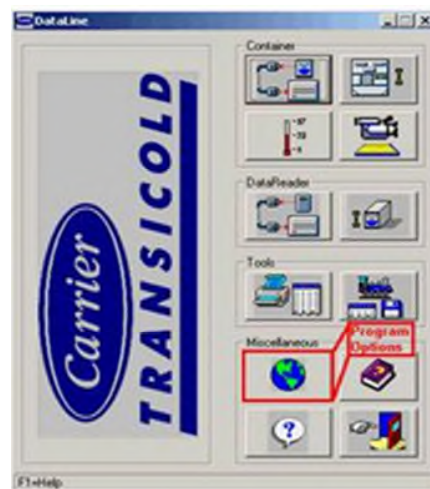 DataLine
Carrier
TRANSICOLD
Container
DataReader
Tools
Program
Options
Miscellaneous
?
F1=Help